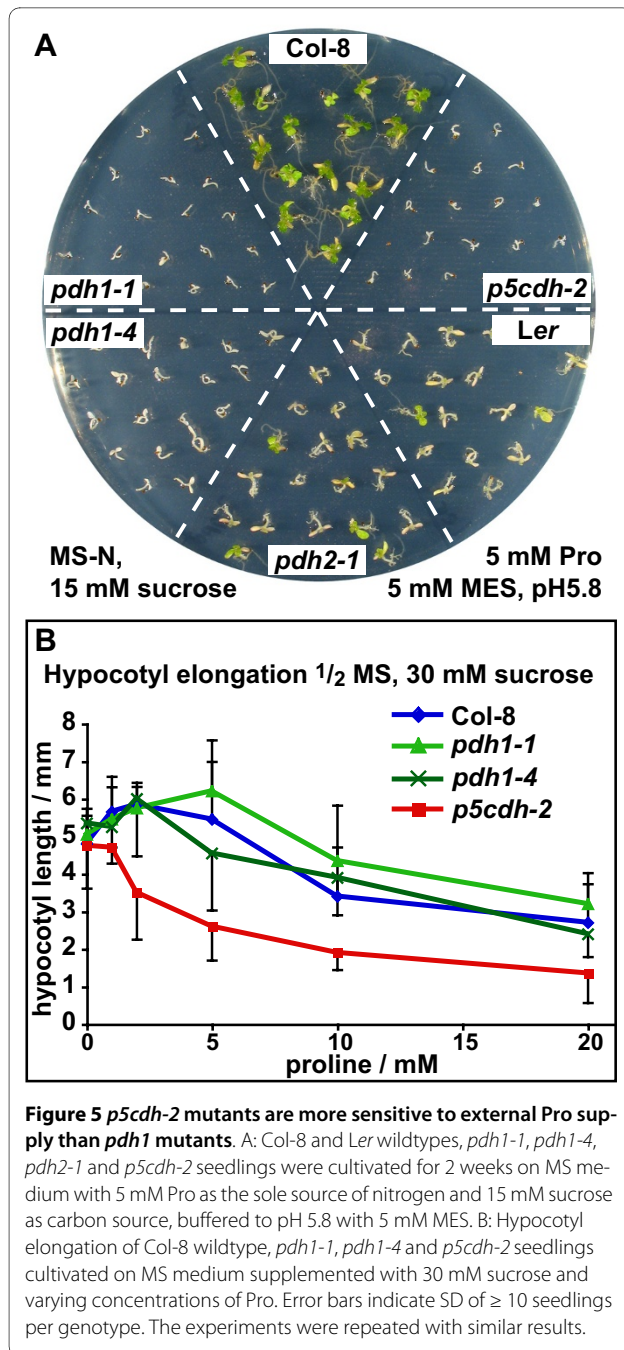 A
Col-8
pdh1-1
p5cdh-2
pdh1-4
Ler
pdh2-1
MS-N,
15 mM sucrose
5 mM Pro
5 mM MES, pH5.8
B
Hypocotyl elongation 1/2 MS, 30 mM sucrose
8
7
6
5
4
3
2
1
0
hypocotyl length / mm
Col-8
pdh1-1
pdh1-4
p5cdh-2
0
5
10
15
20
proline / mM
Figure 5 p5cdh-2 mutants are more sensitive to external Pro sup-
ply than pdh1 mutants. A: Col-8 and Ler wildtypes, pdh1-1, pdh1-4,
pdh2-1 and p5cdh-2 seedlings were cultivated for 2 weeks on MS me-
dium with 5 mM Pro as the sole source of nitrogen and 15 mM sucrose
as carbon source, buffered to pH 5.8 with 5 mM MES. B: Hypocotyl
elongation of Col-8 wildtype, pdh1-1, pdh1-4 and p5cdh-2 seedlings
cultivated on MS medium supplemented with 30 mM sucrose and
varying concentrations of Pro. Error bars indicate SD of ≥ 10 seedlings
per genotype. The experiments were repeated with similar results.